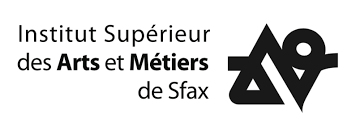 Institut Supérieur
des Arts et Métiers
de Sfax